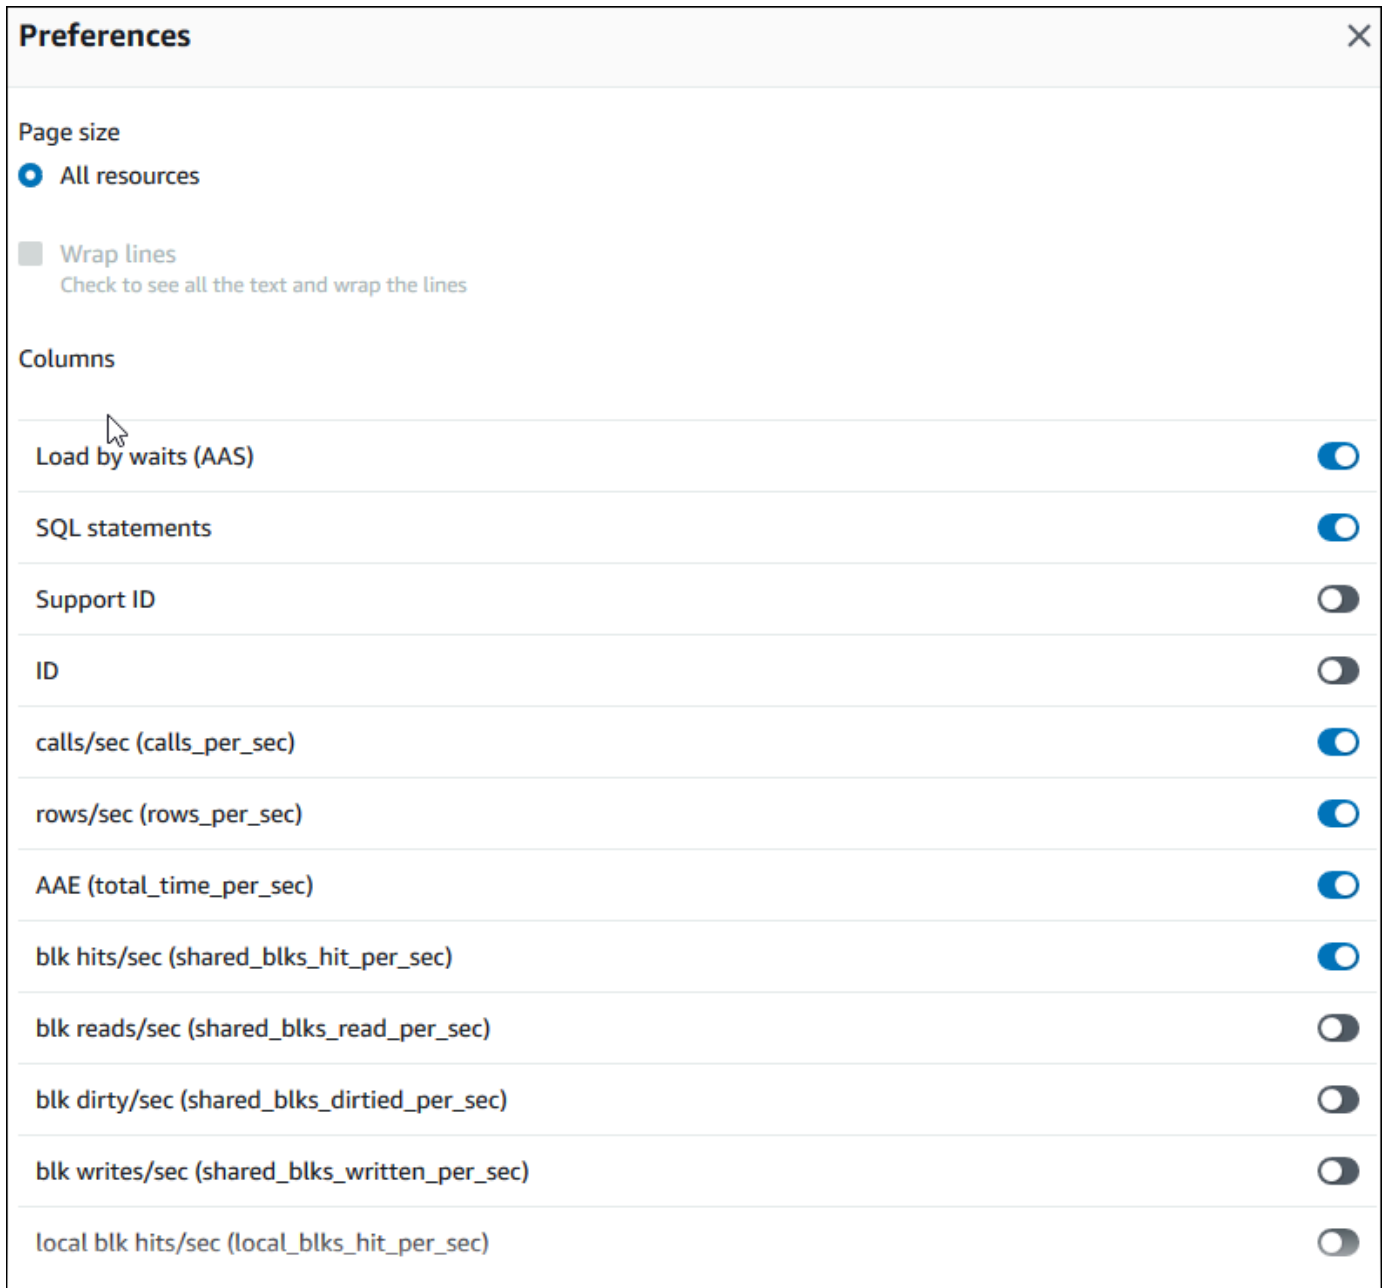 Preferences
Page size
All resources
Wrap lines
Check to see all the text and wrap the lines
Columns
Load by waits (AAS)
SQL statements
Support ID
ID
calls/sec (calls_per_sec)
rows/sec (rows_per_sec)
AAE (total_time_per_sec)
blk hits/sec (shared_blks_hit_per_sec)
blk reads/sec (shared_blks_read_per_sec)
blk dirty/sec (shared_blks_dirtied_per_sec)
blk writes/sec (shared_blks_written_per_sec)
local blk hits/sec (local_blks_hit_per_sec)